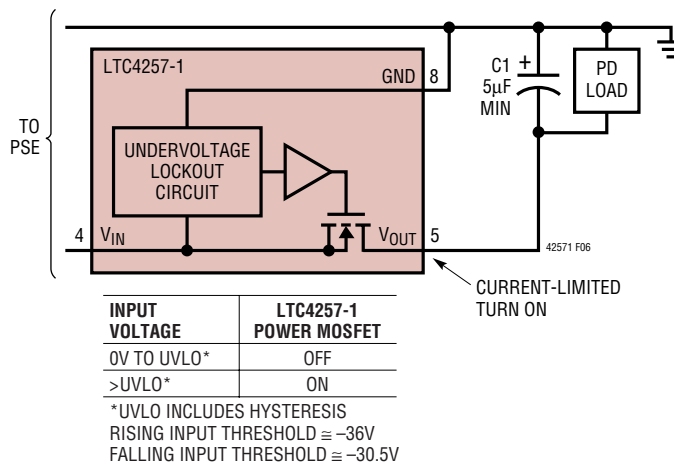 LTC4257-1
GND 8
C1 +
5µF
MIN
PD
LOAD
TO
PSE
UNDERVOLTAGE
LOCKOUT
CIRCUIT
4 VIN
VOUT 5
42571 F06
CURRENT-LIMITED
TURN ON
INPUT VOLTAGE | LTC4257-1 POWER MOSFET
0V TO UVLO* | OFF
>UVLO* | ON
*UVLO INCLUDES HYSTERESIS
RISING INPUT THRESHOLD ≅ –36V
FALLING INPUT THRESHOLD ≅ –30.5V